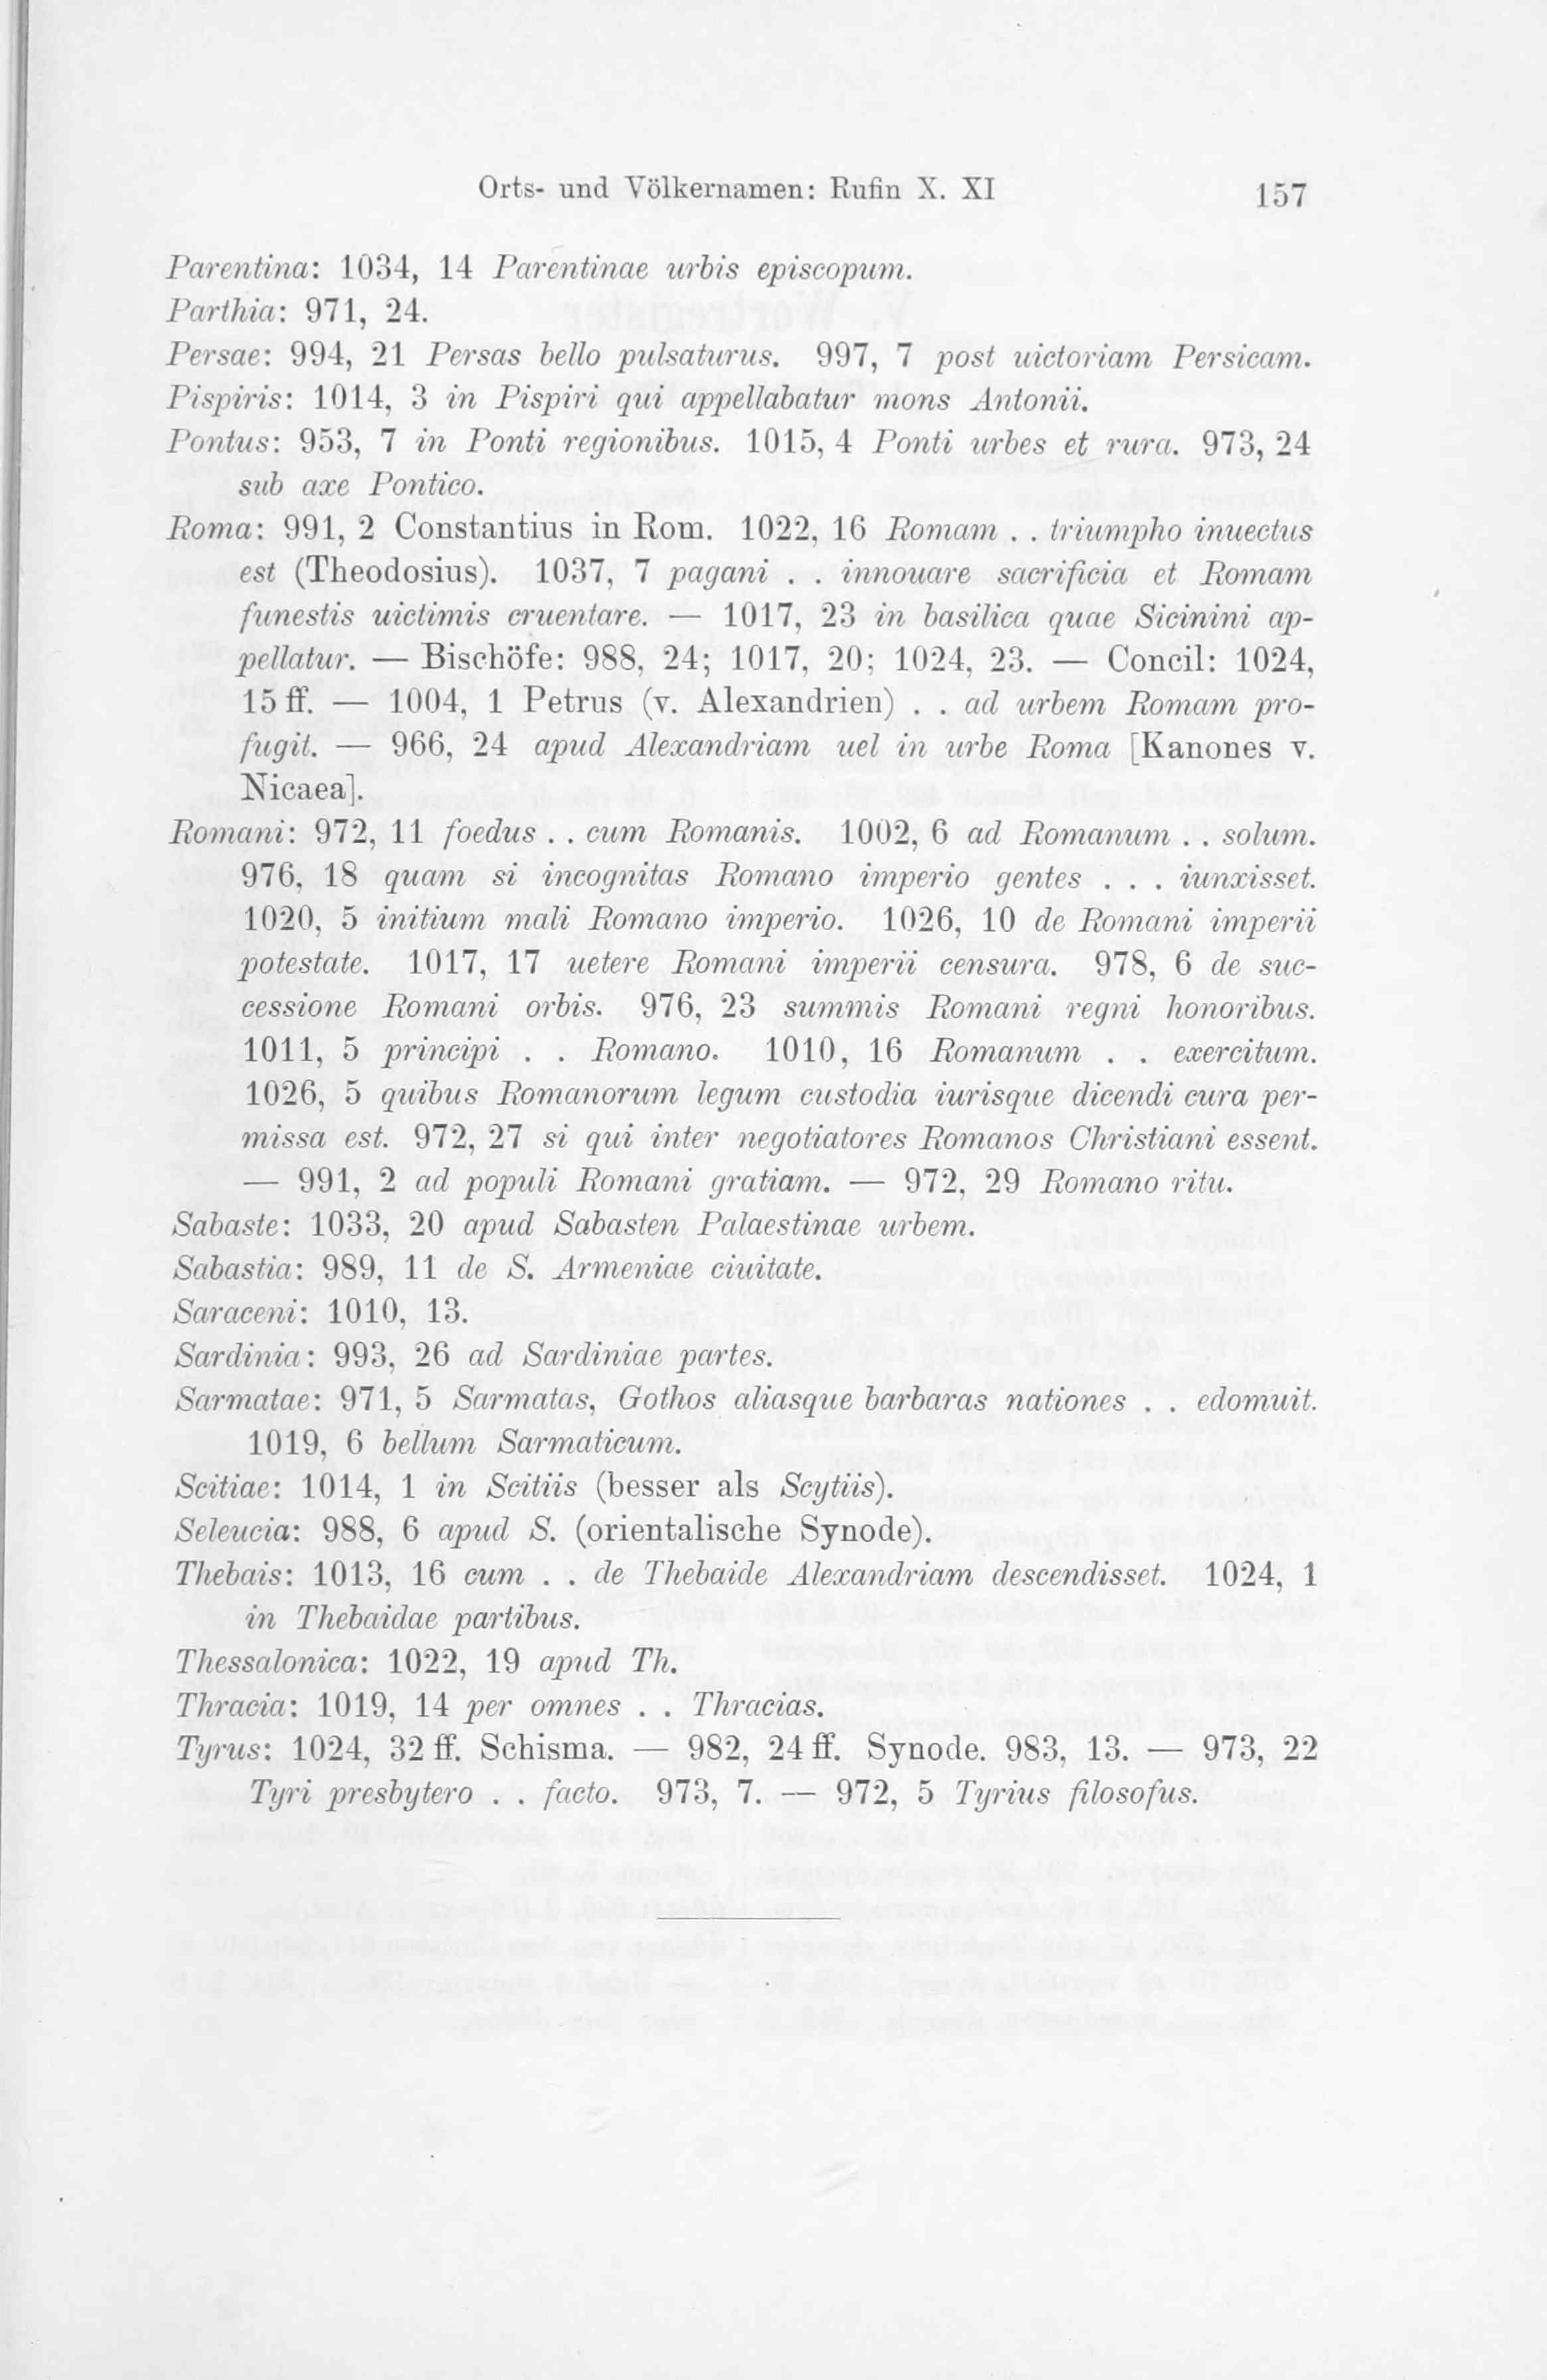 Orts- und Völkernamen: Rufin X. XI 157
Parentina: 1034, 14 Parentinae urbis episcopum.
Parthia: 971, 24.
Persae: 994, 21 Persas bello pulsaturus. 997, 7 post uictoriam Persicam.
Pispiris: 1014, 3 in Pispiri qui appellabatur mons Antonii.
Pontus: 953, 7 in Ponti regionibus. 1015, 4 Ponti urbes et rura. 973, 24
sub axe Pontico.
Roma: 991, 2 Constantius in Rom. 1022, 16 Romam . . triumpho inuectus
est (Theodosius). 1037, 7 pagani . . innouare sacrificia et Romam
funestis uictimis cruentare. — 1017, 23 in basilica quae Sicinini ap-
pellatur. — Bischöfe: 988, 24; 1017, 20; 1024, 23. — Concil: 1024,
15 ff. — 1004, 1 Petrus (v. Alexandrien) . . ad urbem Romam pro-
fugit. — 966, 24 apud Alexandriam uel in urbe Roma [Kanones v.
Nicaea].
Romani: 972, 11 foedus . . cum Romanis. 1002, 6 ad Romanum . . solum.
976, 18 quam si incognitas Romano imperio gentes . . . iunxisset.
1020, 5 initium mali Romano imperio. 1026, 10 de Romani imperii
potestate. 1017, 17 uetere Romani imperii censura. 978, 6 de suc-
cessione Romani orbis. 976, 23 summis Romani regni honoribus.
1011, 5 principi . . Romano. 1010, 16 Romanum . . exercitum.
1026, 5 quibus Romanorum legum custodia iurisque dicendi cura per-
missa est. 972, 27 si qui inter negotiatores Romanos Christiani essent.
— 991, 2 ad populi Romani gratiam. — 972, 29 Romano ritu.
Sabaste: 1033, 20 apud Sabasten Palaestinae urbem.
Sabastia: 989, 11 de S. Armeniae ciuitate.
Saraceni: 1010, 13.
Sardinia: 993, 26 ad Sardiniae partes.
Sarmatae: 971, 5 Sarmatas, Gothos aliasque barbaras nationes . . edomuit.
1019, 6 bellum Sarmaticum.
Scitiae: 1014, 1 in Scitiis (besser als Scytiis).
Seleucia: 988, 6 apud S. (orientalische Synode).
Thebais: 1013, 16 cum . . de Thebaide Alexandriam descendisset. 1024, 1
in Thebaidae partibus.
Thessalonica: 1022, 19 apud Th.
Thracia: 1019, 14 per omnes . . Thracias.
Tyrus: 1024, 32 ff. Schisma. — 982, 24 ff. Synode. 983, 13. — 973, 22
Tyri presbytero . . facto. 973, 7. — 972, 5 Tyrius filosofus.